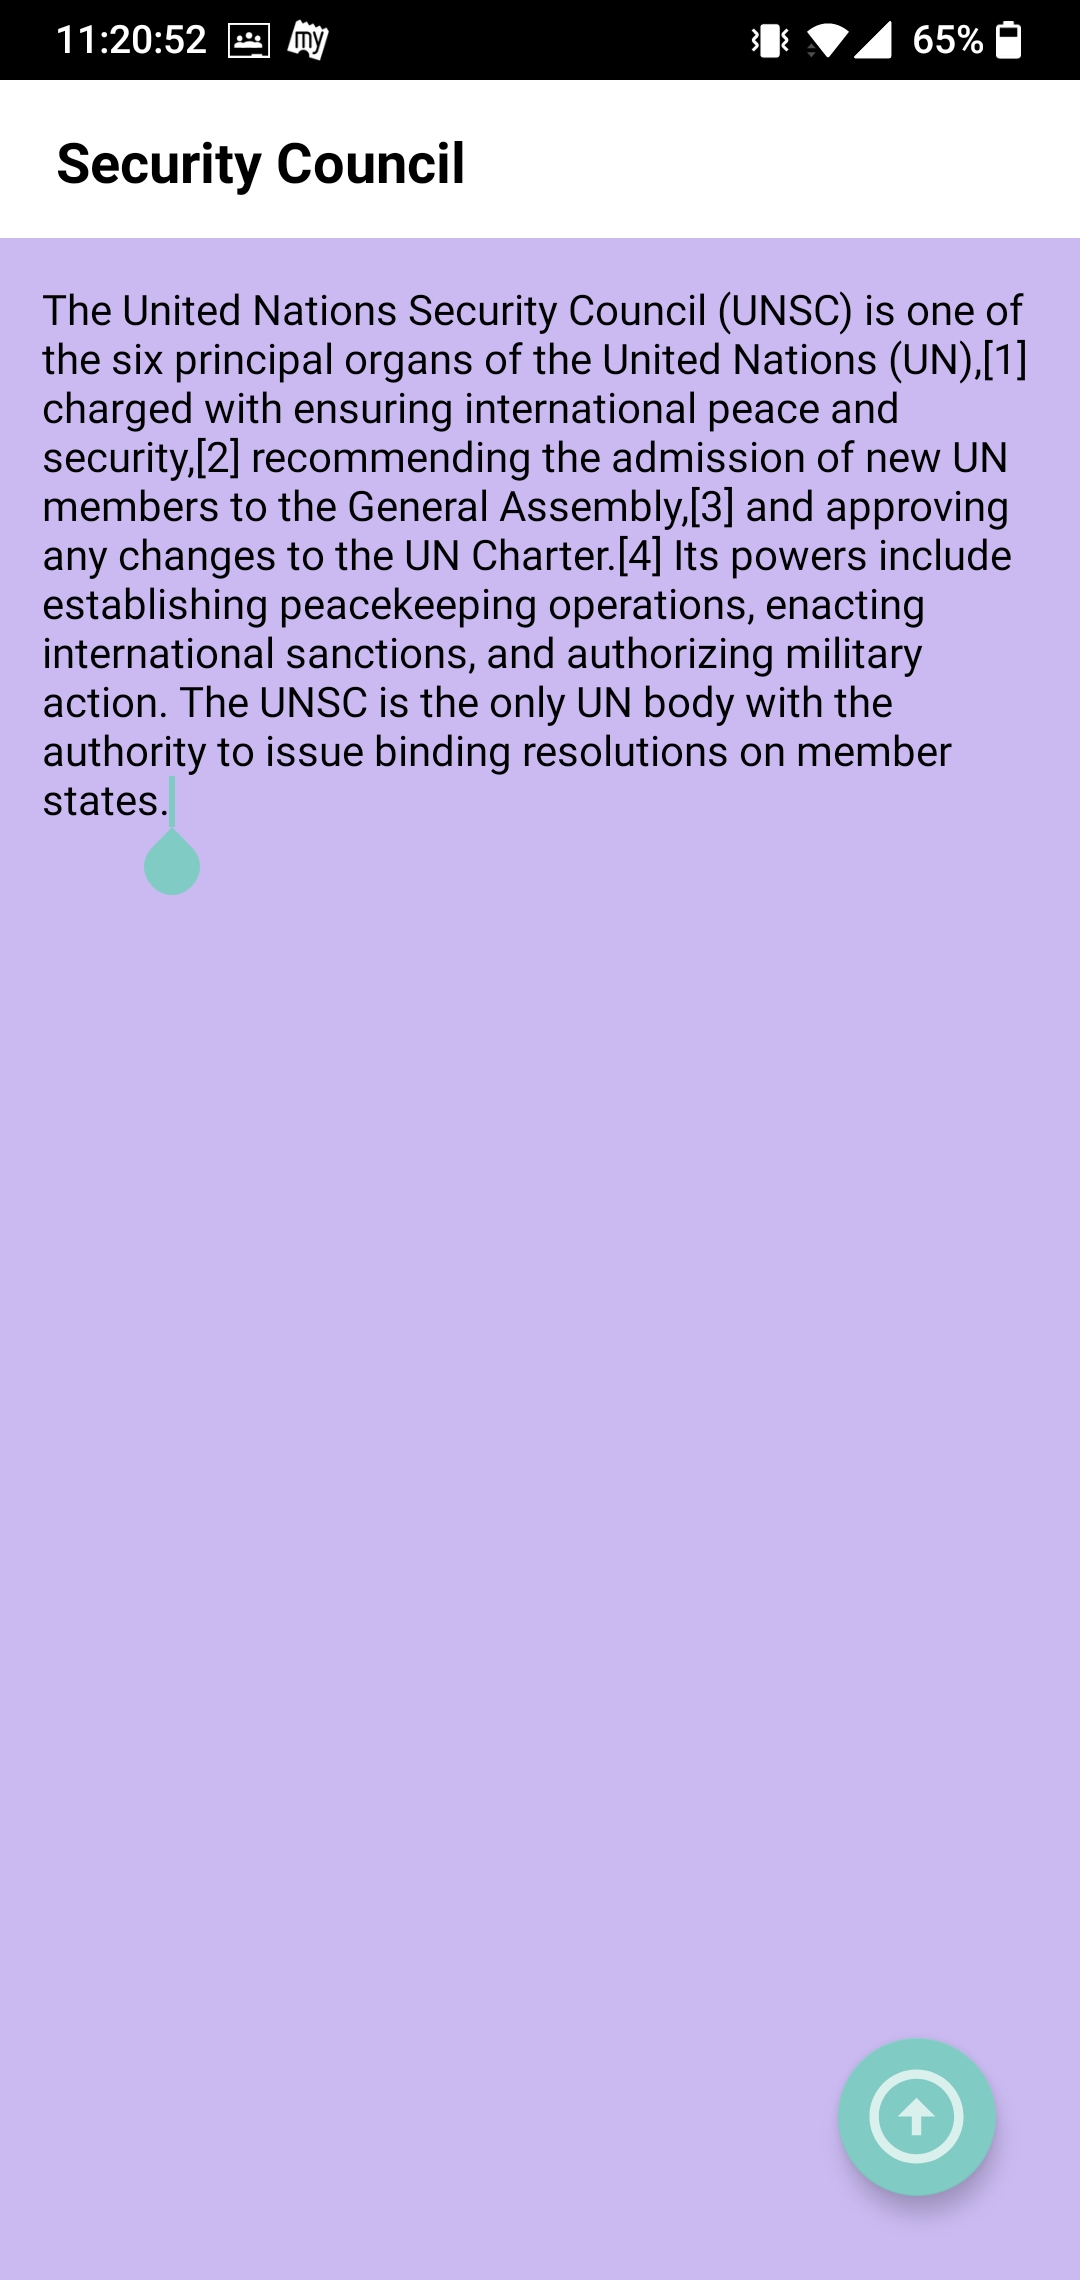 11:20:52 my 65%
Security Council
The United Nations Security Council (UNSC) is one of
the six principal organs of the United Nations (UN),[1]
charged with ensuring international peace and
security,[2] recommending the admission of new UN
members to the General Assembly,[3] and approving
any changes to the UN Charter.[4] Its powers include
establishing peacekeeping operations, enacting
international sanctions, and authorizing military
action. The UNSC is the only UN body with the
authority to issue binding resolutions on member
states.